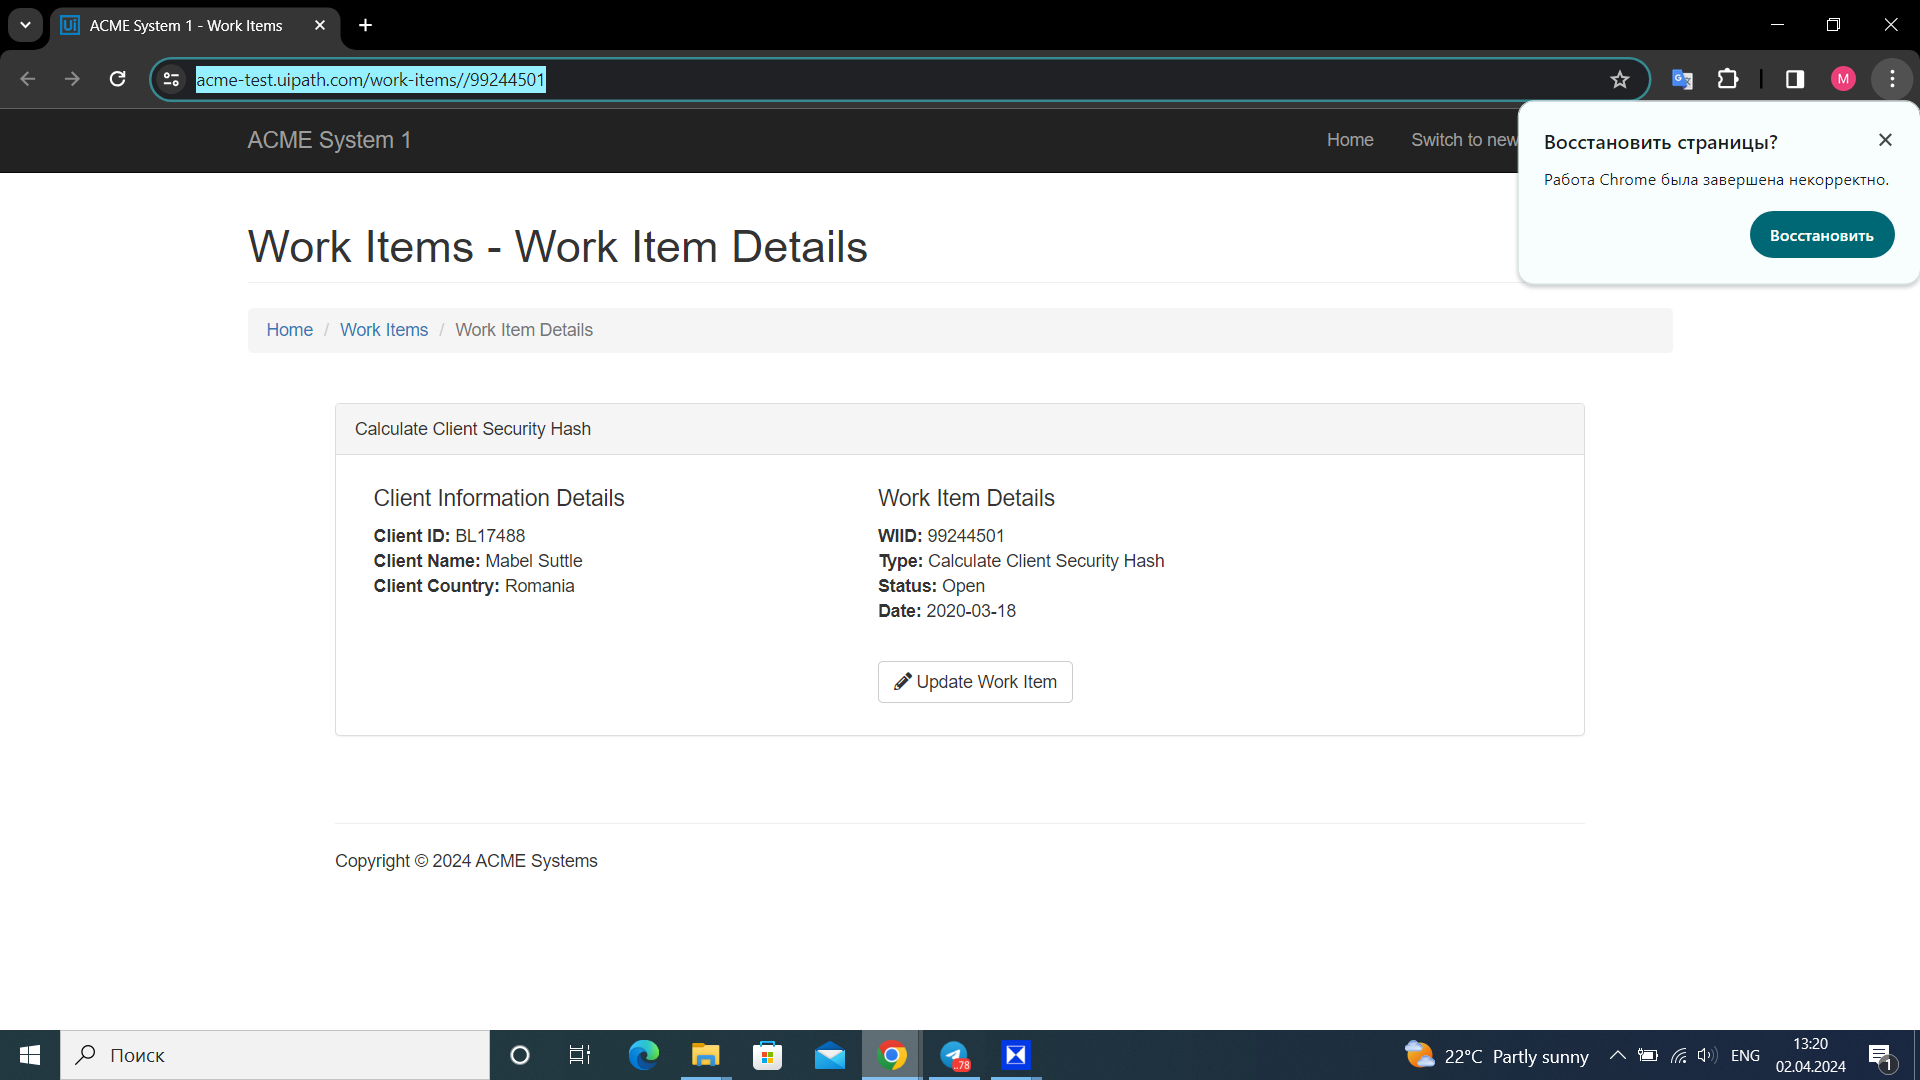 ACME System 1 - Work Items
acme-test.uipath.com/work-items//99244501
M
ACME System 1
Home
Switch to new
Восстановить страницы?
Работа Chrome была завершена некорректно.
Восстановить
Work Items - Work Item Details
Home / Work Items / Work Item Details
Calculate Client Security Hash
Client Information Details
Client ID: BL17488
Client Name: Mabel Suttle
Client Country: Romania
Work Item Details
WIID: 99244501
Type: Calculate Client Security Hash
Status: Open
Date: 2020-03-18
Update Work Item
Copyright © 2024 ACME Systems
Поиск
..78
22°C Partly sunny
ENG
13:20
02.04.2024
1